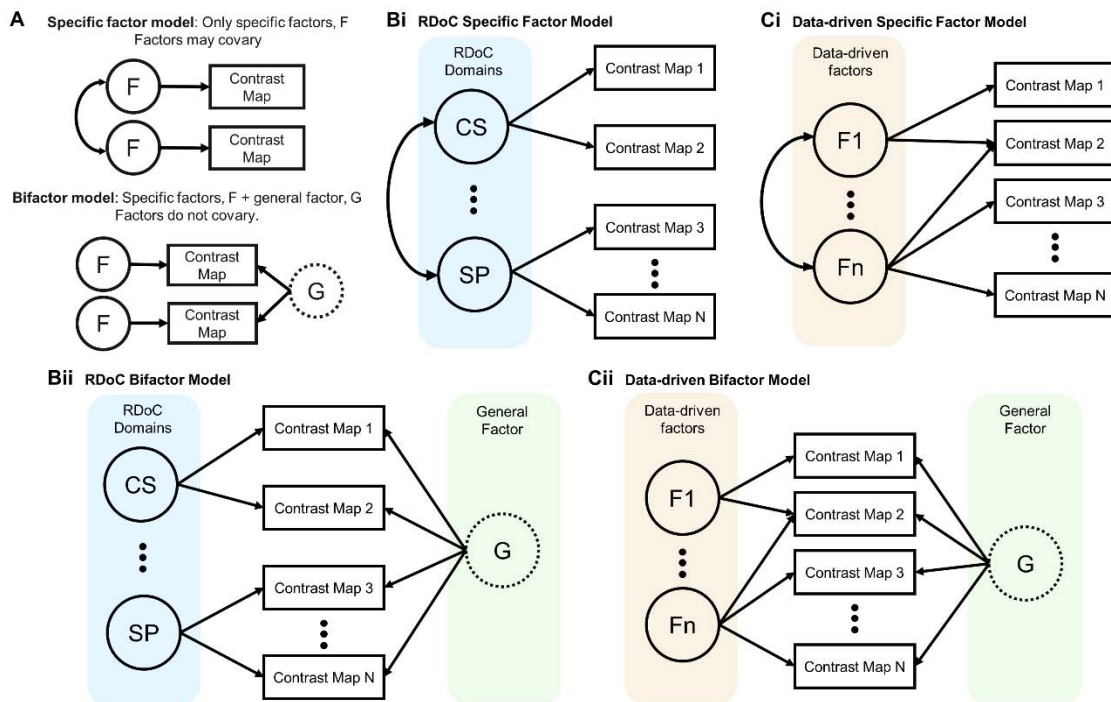 A
Specific factor model: Only specific factors, F
Factors may covary
F
Contrast
Map
F
Contrast
Map
Bifactor model: Specific factors, F + general factor, G
Factors do not covary.
F
Contrast
Map
G
F
Contrast
Map
Bi RDoC Specific Factor Model
RDoC
Domains
CS
SP
Contrast Map 1
Contrast Map 2
Contrast Map 3
Contrast Map N
Ci Data-driven Specific Factor Model
Data-driven
factors
F1
Fn
Contrast Map 1
Contrast Map 2
Contrast Map 3
Contrast Map N
Bii RDoC Bifactor Model
RDoC
Domains
CS
SP
Contrast Map 1
Contrast Map 2
Contrast Map 3
Contrast Map N
General
Factor
G
Cii Data-driven Bifactor Model
Data-driven
factors
F1
Fn
Contrast Map 1
Contrast Map 2
Contrast Map 3
Contrast Map N
General
Factor
G